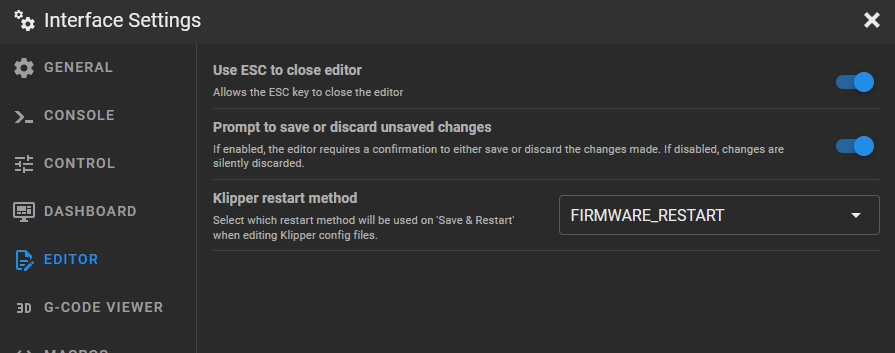 Interface Settings
GENERAL
CONSOLE
CONTROL
DASHBOARD
EDITOR
3D G-CODE VIEWER
Use ESC to close editor
Allows the ESC key to close the editor
Prompt to save or discard unsaved changes
If enabled, the editor requires a confirmation to either save or discard the changes made. If disabled, changes are
silently discarded.
Klipper restart method
Select which restart method will be used on 'Save & Restart'
when editing Klipper config files.
FIRMWARE_RESTART